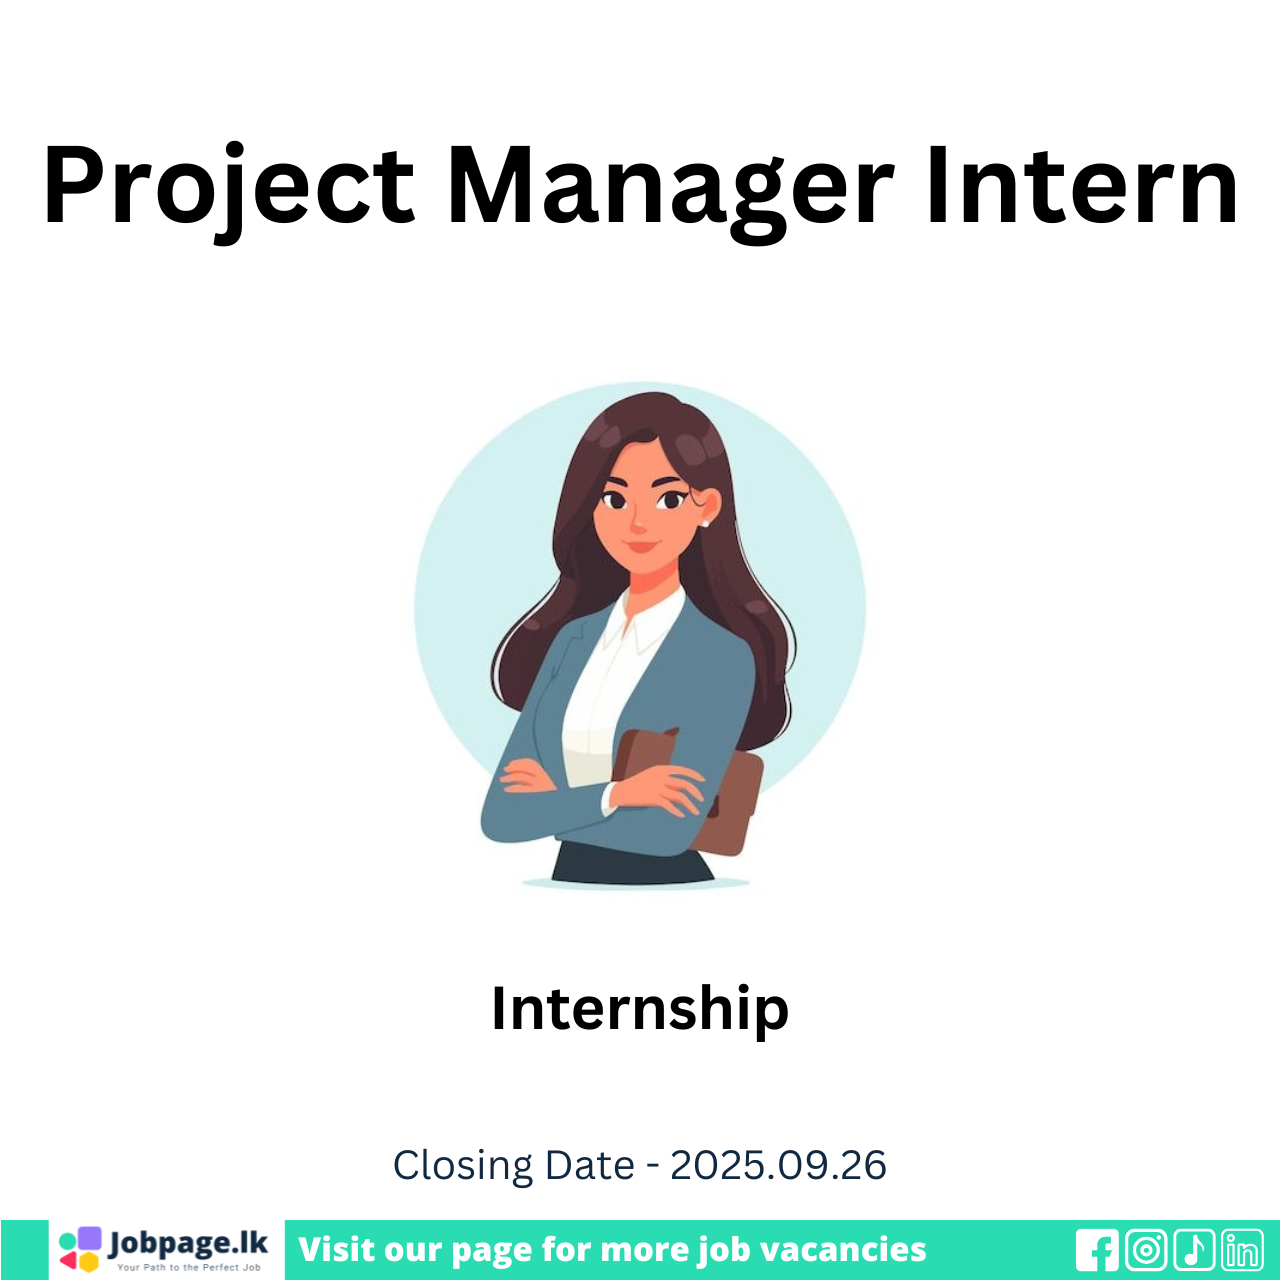 Project Manager Intern
Internship
Closing Date - 2025.09.26
Jobpage.lk
Your Path to the Perfect Job
Visit our page for more job vacancies